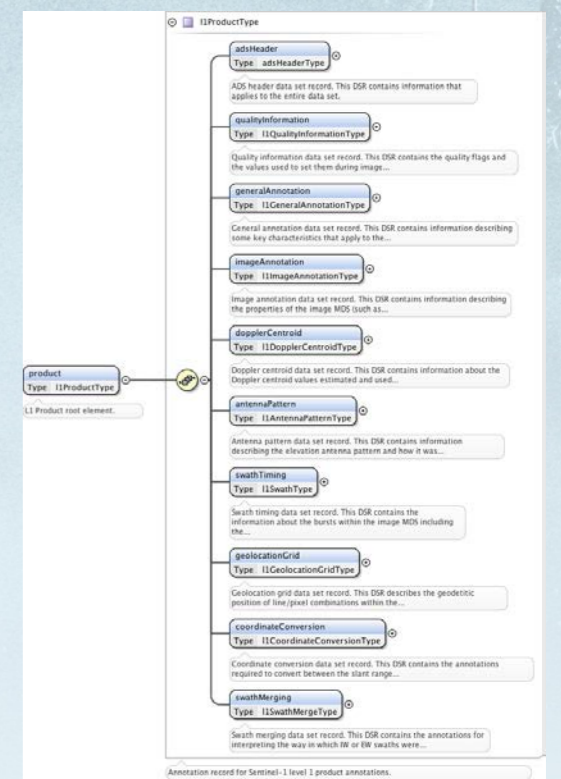 l1ProductType
adsHeader
Type adsHeaderType
ADS header data set record. This DSR contains information that
applies to the entire data set.
qualityInformation
Type l1QualityInformationType
Quality information data set record. This DSR contains the quality flags and
the values used to set them during image...
generalAnnotation
Type l1GeneralAnnotationType
General annotation data set record. This DSR contains information describing
some key characteristics that apply to the...
imageAnnotation
Type l1ImageAnnotationType
Image annotation data set record. This DSR contains information describing
the properties of the image MDS (such as...
dopplerCentroid
Type l1DopplerCentroidType
Doppler centroid data set record. This DSR contains information about the
Doppler centroid values estimated and used...
product
Type l1ProductType
L1 Product root element.
antennaPattern
Type l1AntennaPatternType
Antenna pattern data set record. This DSR contains information
describing the elevation antenna pattern and how it was...
swathTiming
Type l1SwathType
Swath timing data set record. This DSR contains the
information about the bursts within the image MDS including
the...
geolocationGrid
Type l1GeolocationGridType
Geolocation grid data set record. This DSR describes the geodetitic
position of line/pixel combinations within the...
coordinateConversion
Type l1CoordinateConversionType
Coordinate conversion data set record. This DSR contains the annotations
required to convert between the slant range...
swathMerging
Type l1SwathMergeType
Swath merging data set record. This DSR contains the annotations for
interpreting the way in which IW or EW swaths were...
Annotation record for Sentinel-1 level 1 product annotations.